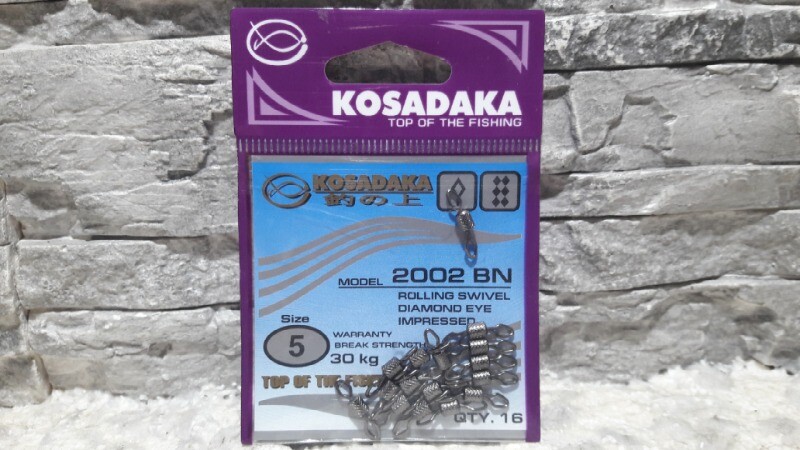 KOSADAKA
TOP OF THE FISHING
KOSADAKA
釣の上
MODEL 2002 BN
ROLLING SWIVEL
DIAMOND EYE
IMPRESSED
Size
5
WARRANTY
BREAK STRENGTH
30 kg
TOP OF THE
QTY. 16